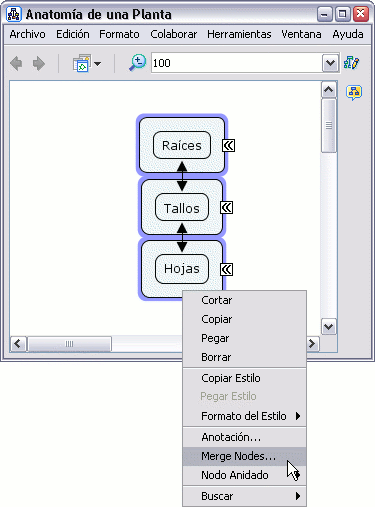 Anatomía de una Planta
Archivo Edición Formato Colaborar Herramientas Ventana Ayuda
100
Raíces
Tallos
Hojas
Cortar
Copiar
Pegar
Borrar
Copiar Estilo
Pegar Estilo
Formato del Estilo
Anotación...
Merge Nodes...
Nodo Anidado
Buscar